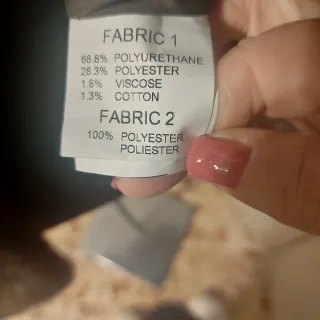 FABRIC 1
68.8% POLYURETHANE
28.3% POLYESTER
1.6% VISCOSE
1.3% COTTON
FABRIC 2
100% POLYESTER
POLIESTER